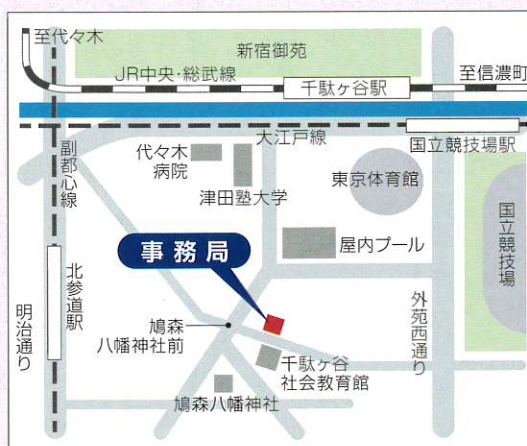 至代々木
新宿御苑
JR中央・総武線
千駄ヶ谷駅
至信濃町
大江戸線
国立競技場駅
副都心線
代々木
病院
津田塾大学
東京体育館
国立競技場
屋内プール
事務局
北参道駅
明治通り
外苑西通り
鳩森
八幡神社前
千駄ヶ谷
社会教育館
鳩森八幡神社